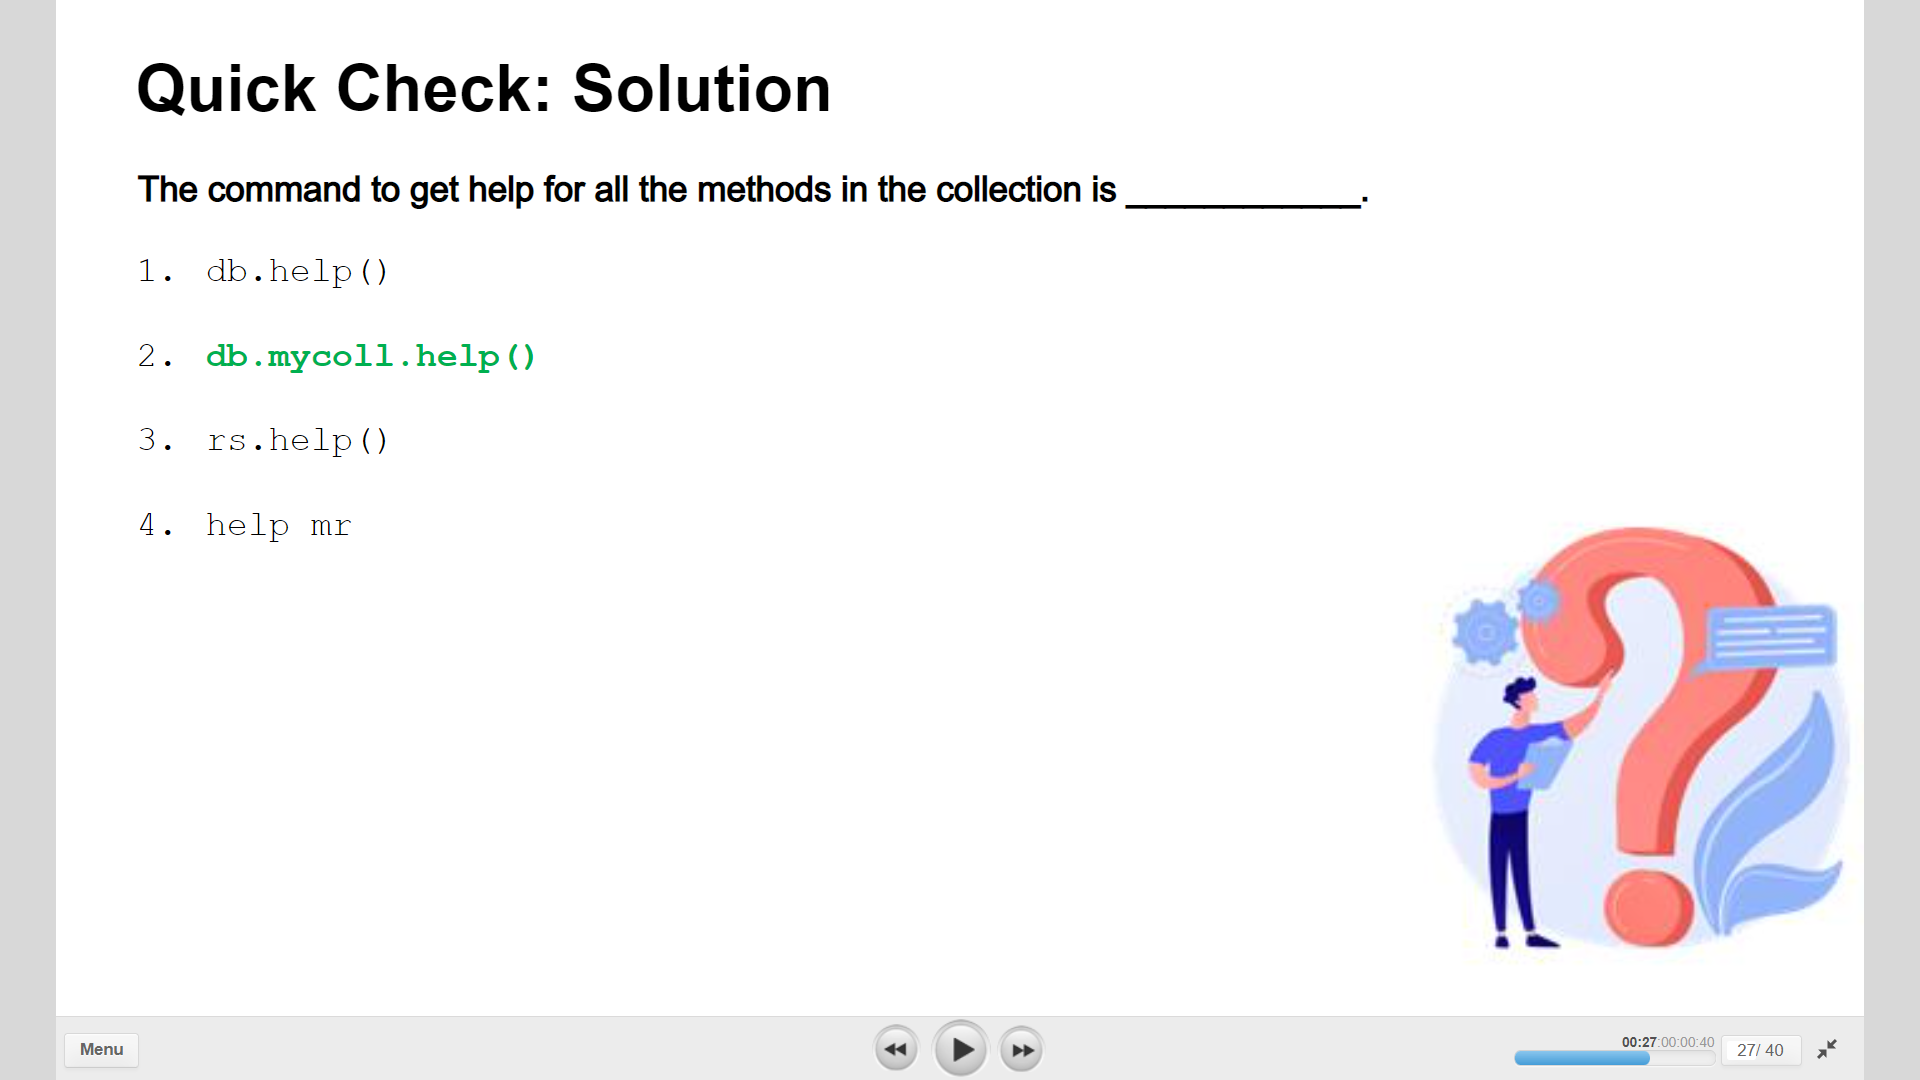 Quick Check: Solution
The command to get help for all the methods in the collection is ____________.
1. db.help()
2. db.mycoll.help()
3. rs.help()
4. help mr
Menu
00:27:00:00:40
27/ 40